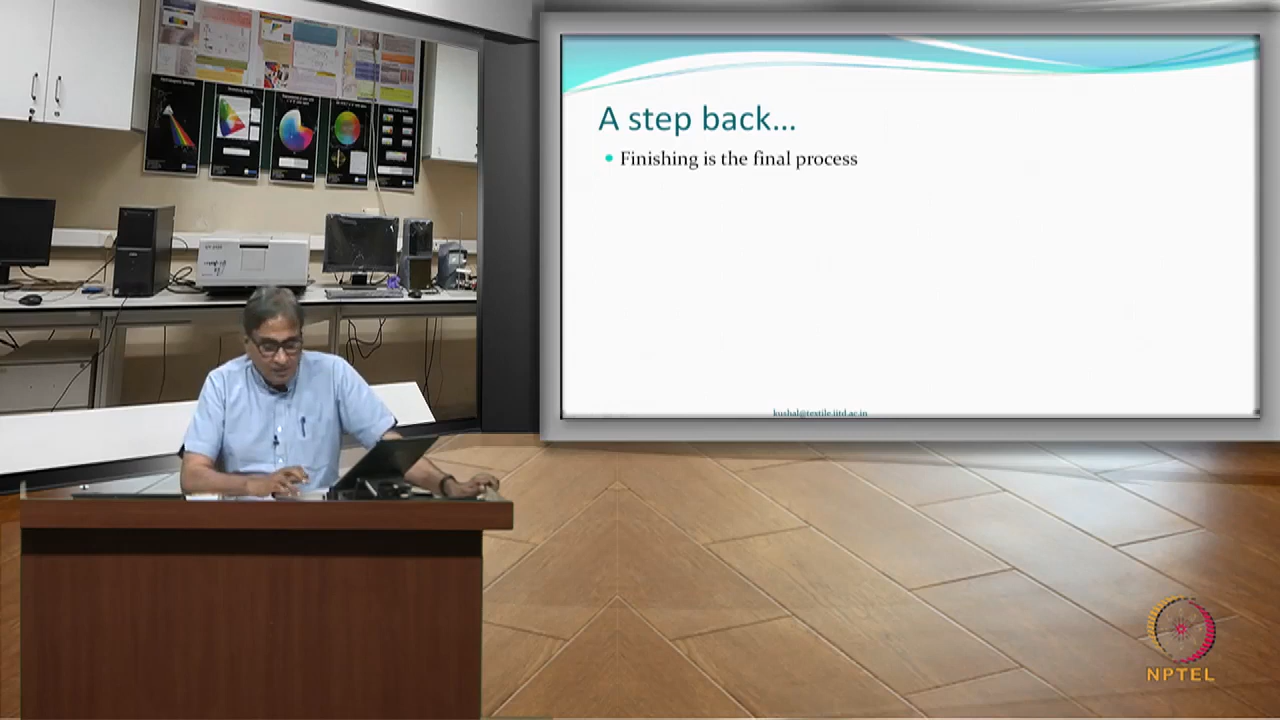 A step back...
Finishing is the final process
kushal@textile.iitd.ac.in
NPTEL